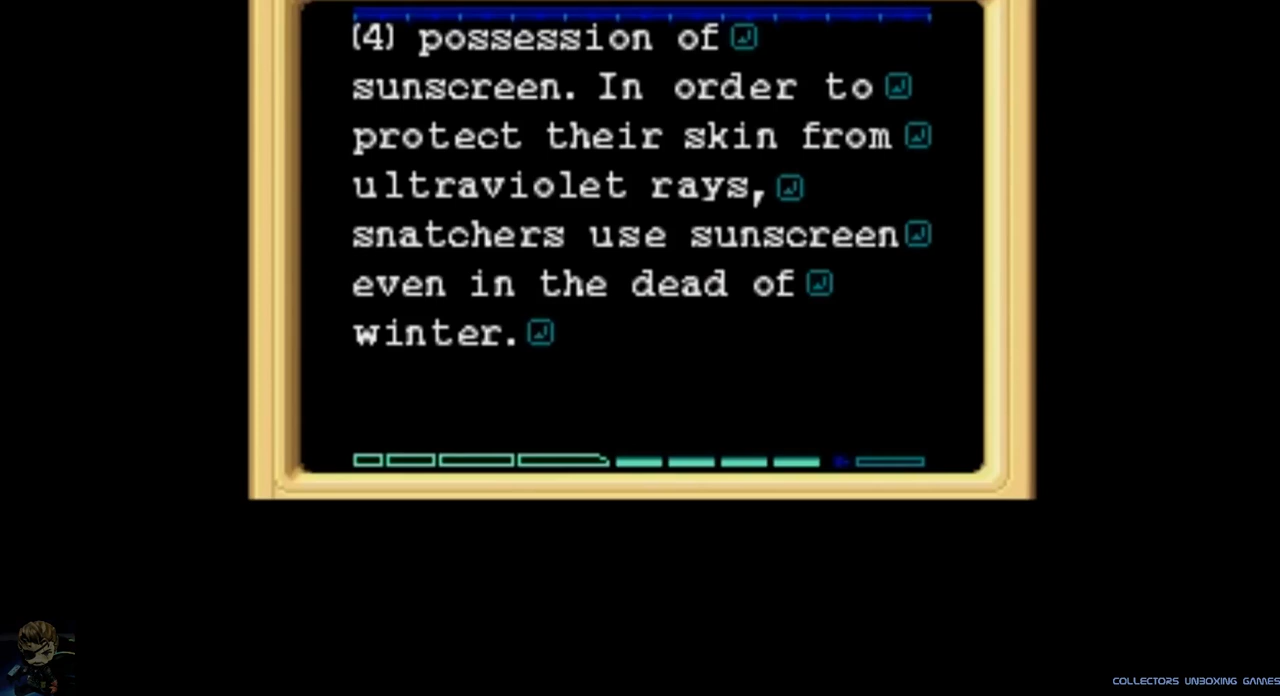 (4) possession of
sunscreen. In order to
protect their skin from
ultraviolet rays,
snatchers use sunscreen
even in the dead of
winter.
COLLECTORS UNBOXING GAMES